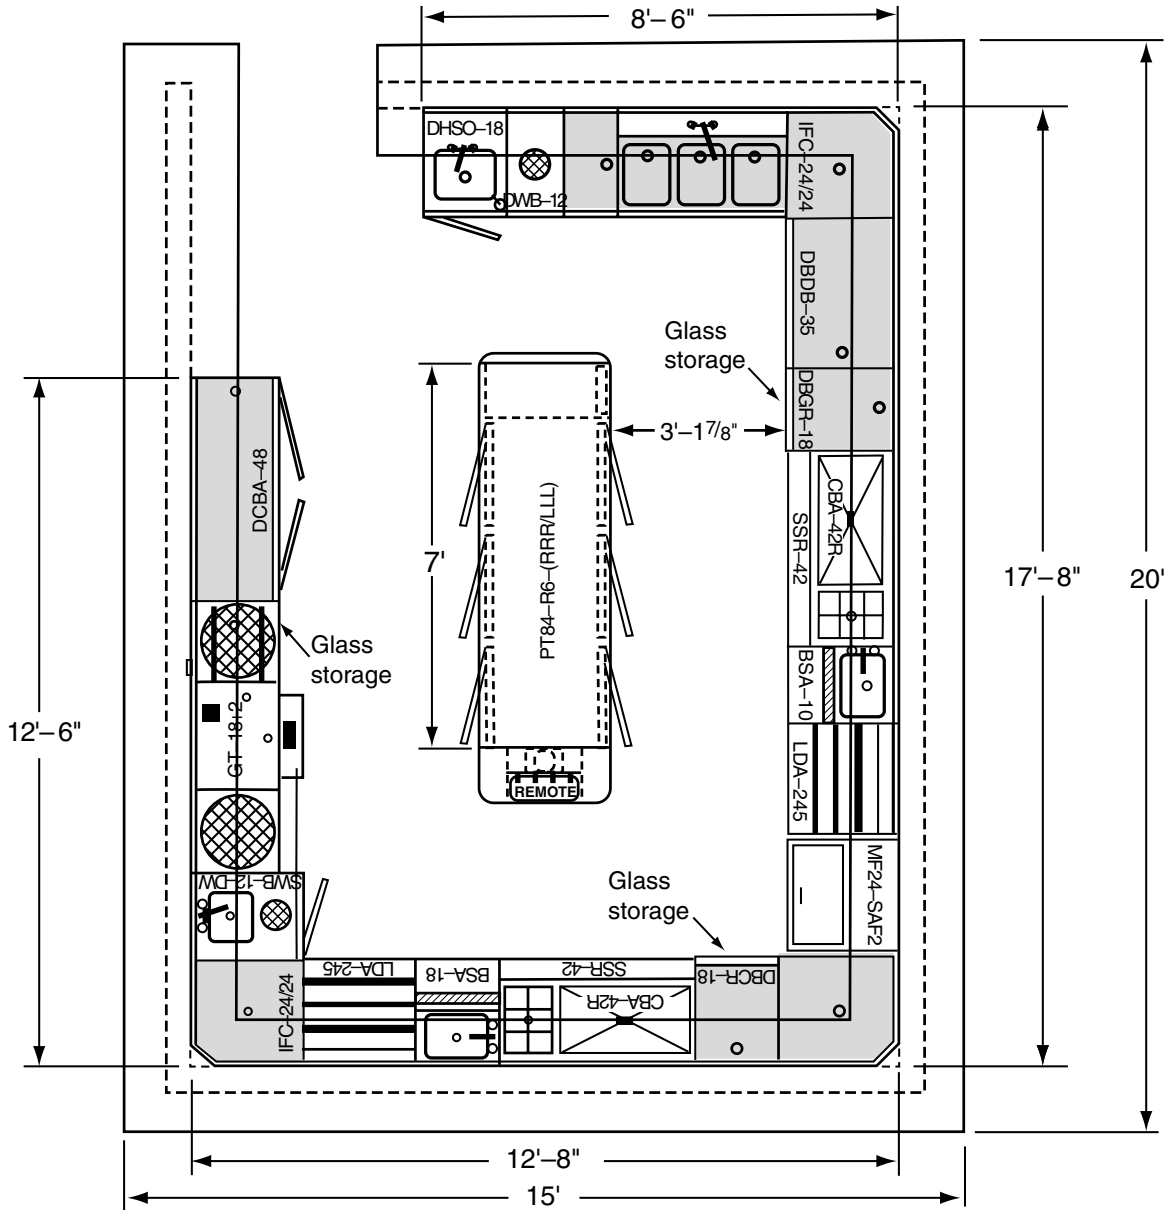 8'–6"
DHSO–18
DWB–12
IFC–24/24
DBDB–35
Glass
storage
DBGR–18
3'–1 7/8"
DCBA–48
7'
PT84–R6–(RRR/LLL)
CBA–42R
SSR–42
17'–8"
20'
Glass
storage
BSA–10
12'–6"
GT 18+2
LDA–245
REMOTE
MF24–SAF2
SWB–12–DW
Glass
storage
IFC–24/24
LDA–245
BSA–18
SSR–42
CBA–42R
DBCR–18
12'–8"
15'